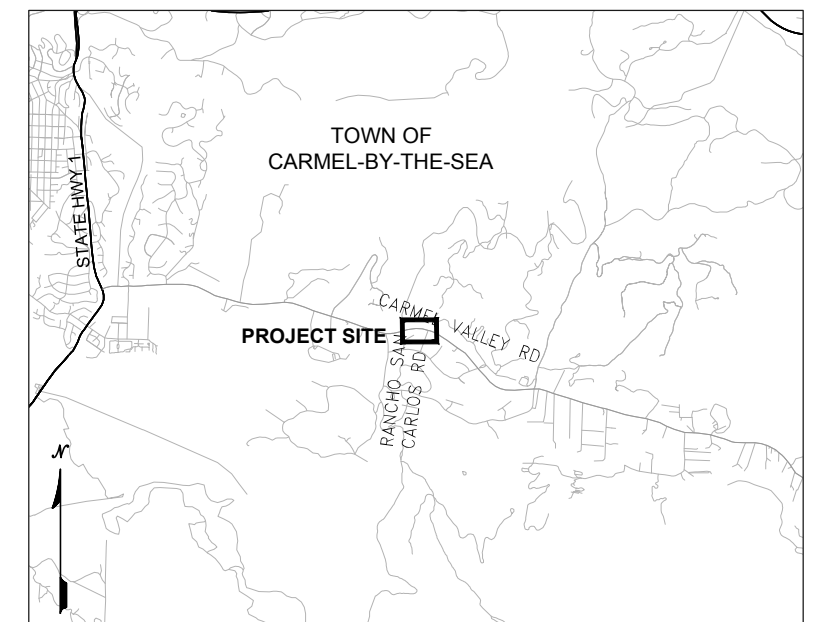 TOWN OF
CARMEL-BY-THE-SEA
STATE HWY 1
CARMEL VALLEY RD
PROJECT SITE
RANCHO SAN
CARLOS RD
N